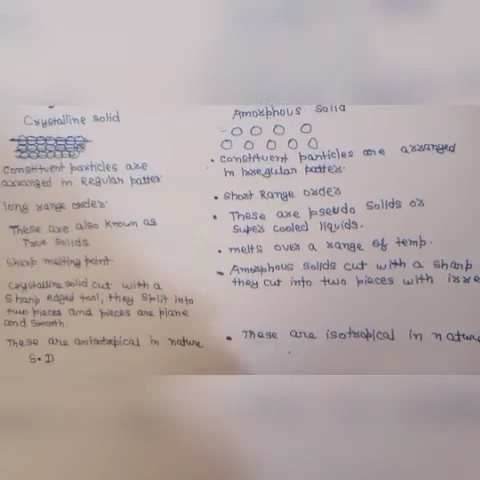 Crystalline solid
constituent particles are
arranged in Regular patter
long range order
These are also known as
True solids
sharp melting point.
crystalline solid cut with a
sharp edged tool, they split into
two pieces and pieces are plane
and smooth.
These are anisotropical in nature
S.D
Amorphous solid
constituent particles are arranged
in irregular patter.
short Range order
These are pseudo solids or
super cooled liquids.
melts over a range of temp.
Amorphous solids cut with a sharp
they cut into two pieces with irre
These are isotropical in nature